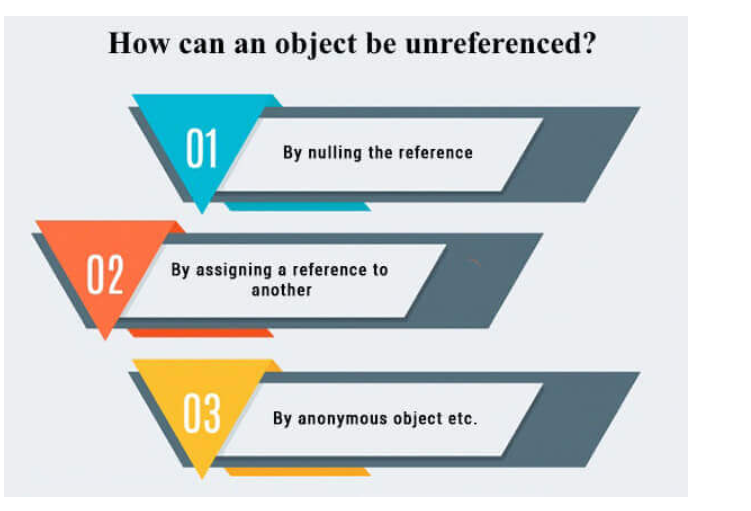 How can an object be unreferenced?
01
By nulling the reference
02
By assigning a reference to
another
03
By anonymous object etc.